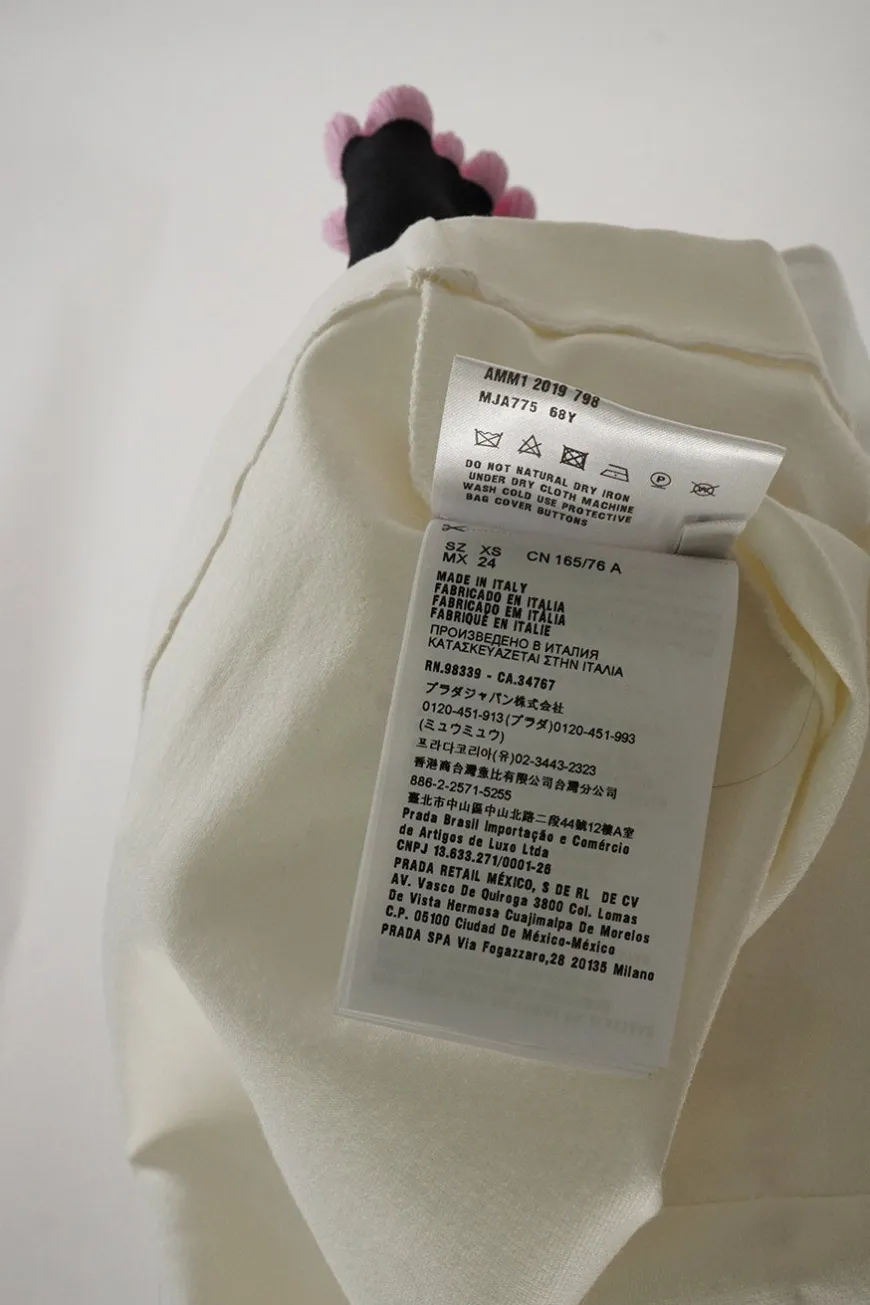 AMM1 2019 798
MJA775 68Y
DO NOT NATURAL DRY IRON
UNDER DRY CLOTH MACHINE
WASH COLD USE PROTECTIVE
BAG COVER BUTTONS
SZ XS CN 165/76 A
MX 24
MADE IN ITALY
FABRICADO EN ITALIA
FABRICADO EM ITÁLIA
FABRIQUÉ EN ITALIE
ПРОИЗВЕДЕНО В ИТАЛИЯ
ΚΑΤΑΣΚΕΥΑΖΕΤΑΙ ΣΤΗΝ ΙΤΑΛΙΑ
RN.98339 - CA.34767
プラダジャパン株式会社
0120-451-913(プラダ)0120-451-993
(ミュウミュウ)
프라다코리아(유)02-3443-2323
香港商台灣意比有限公司台灣分公司
886-2-2571-5255
臺北市中山區中山北路二段44號12樓A室
Prada Brasil Importação e Comércio
de Artigos de Luxo Ltda
CNPJ 13.633.271/0001-26
PRADA RETAIL MÉXICO, S DE RL DE CV
AV. Vasco De Quiroga 3800 Col. Lomas
De Vista Hermosa Cuajimalpa De Morelos
C.P. 05100 Ciudad De México-México
PRADA SPA Via Fogazzaro,28 20135 Milano